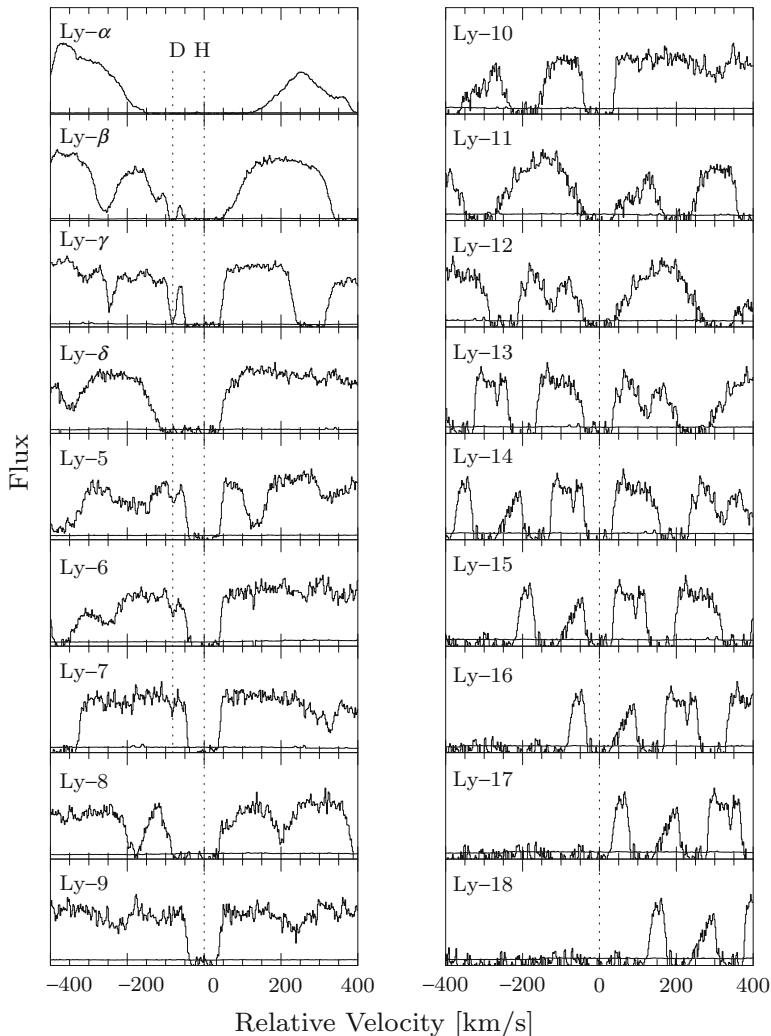 Flux
D H
Ly–α
Ly–β
Ly–γ
Ly–δ
Ly–5
Ly–6
Ly–7
Ly–8
Ly–9
−400 −200 0 200 400
Ly–10
Ly–11
Ly–12
Ly–13
Ly–14
Ly–15
Ly–16
Ly–17
Ly–18
−400 −200 0 200 400
Relative Velocity [km/s]